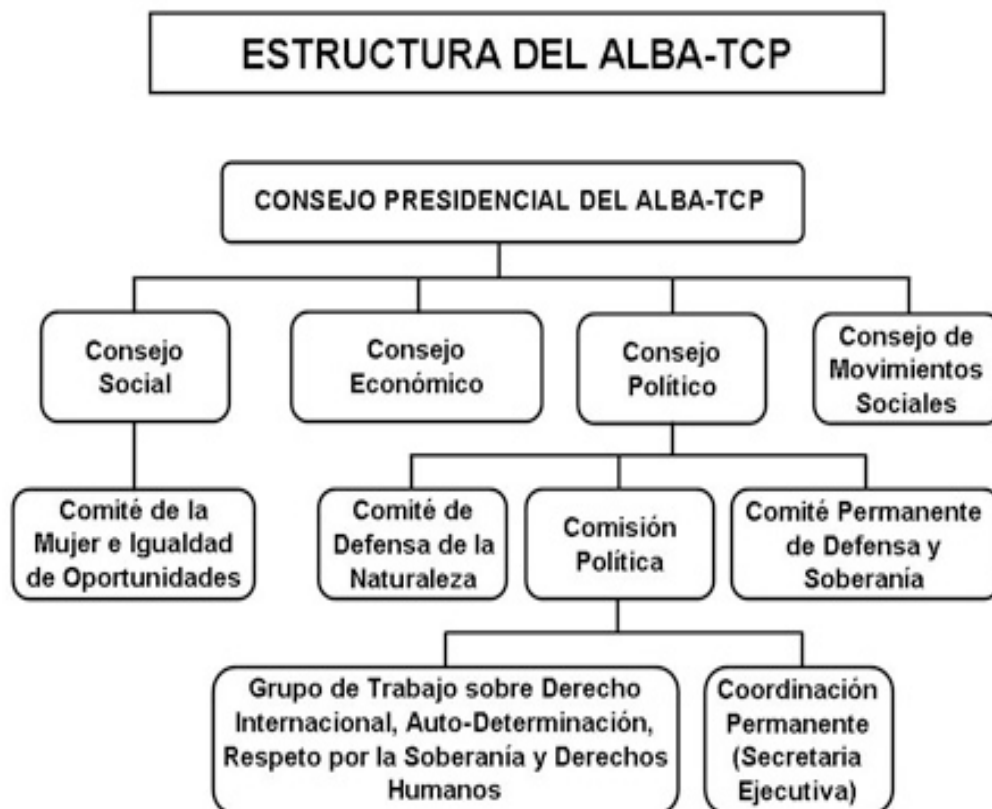 ESTRUCTURA DEL ALBA-TCP
CONSEJO PRESIDENCIAL DEL ALBA-TCP
Consejo
Social
Consejo
Económico
Consejo
Político
Consejo de
Movimientos
Sociales
Comité de la
Mujer e Igualdad
de Oportunidades
Comité de
Defensa de la
Naturaleza
Comisión
Política
Comité Permanente
de Defensa y
Soberanía
Grupo de Trabajo sobre Derecho
Internacional, Auto-Determinación,
Respeto por la Soberanía y Derechos
Humanos
Coordinación
Permanente
(Secretaria
Ejecutiva)